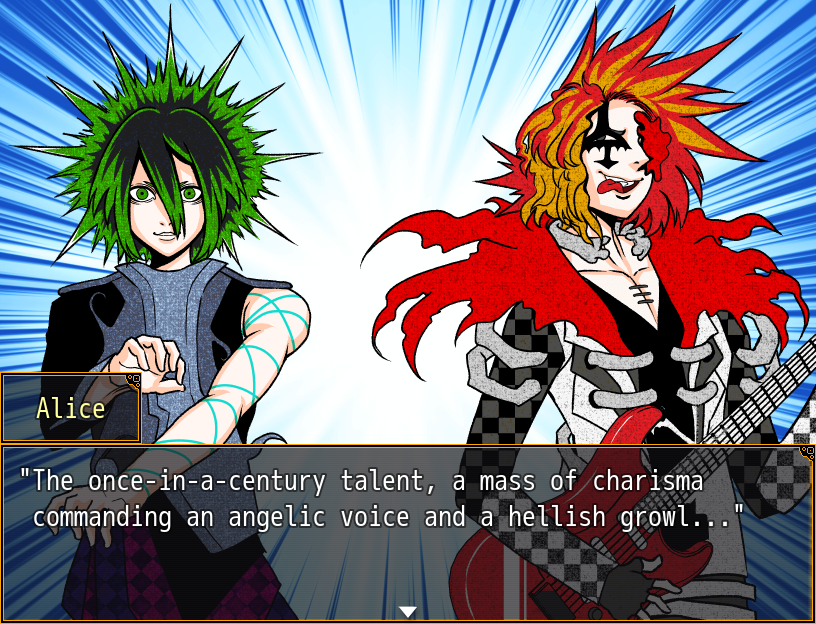 Alice
"The once-in-a-century talent, a mass of charisma
commanding an angelic voice and a hellish growl..."